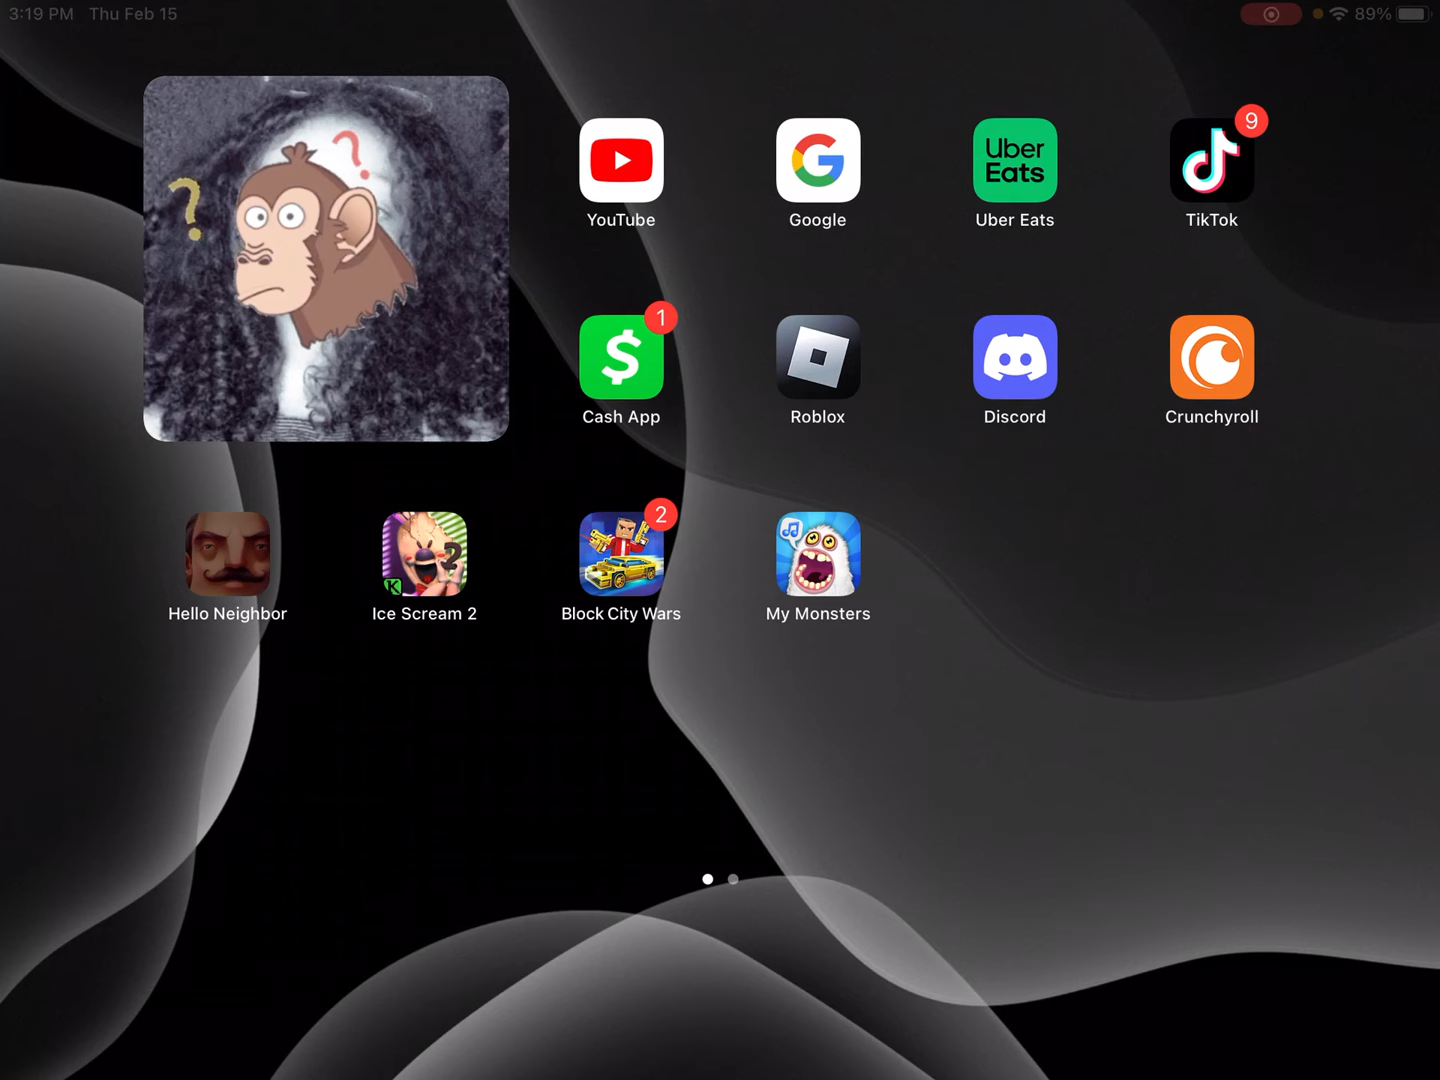 3:19 PM Thu Feb 15
89%
? ?
YouTube
Google
Uber Eats
Uber Eats
TikTok
9
$
Cash App
1
Roblox
Discord
Crunchyroll
Hello Neighbor
2
K
Ice Scream 2
Block City Wars
2
My Monsters